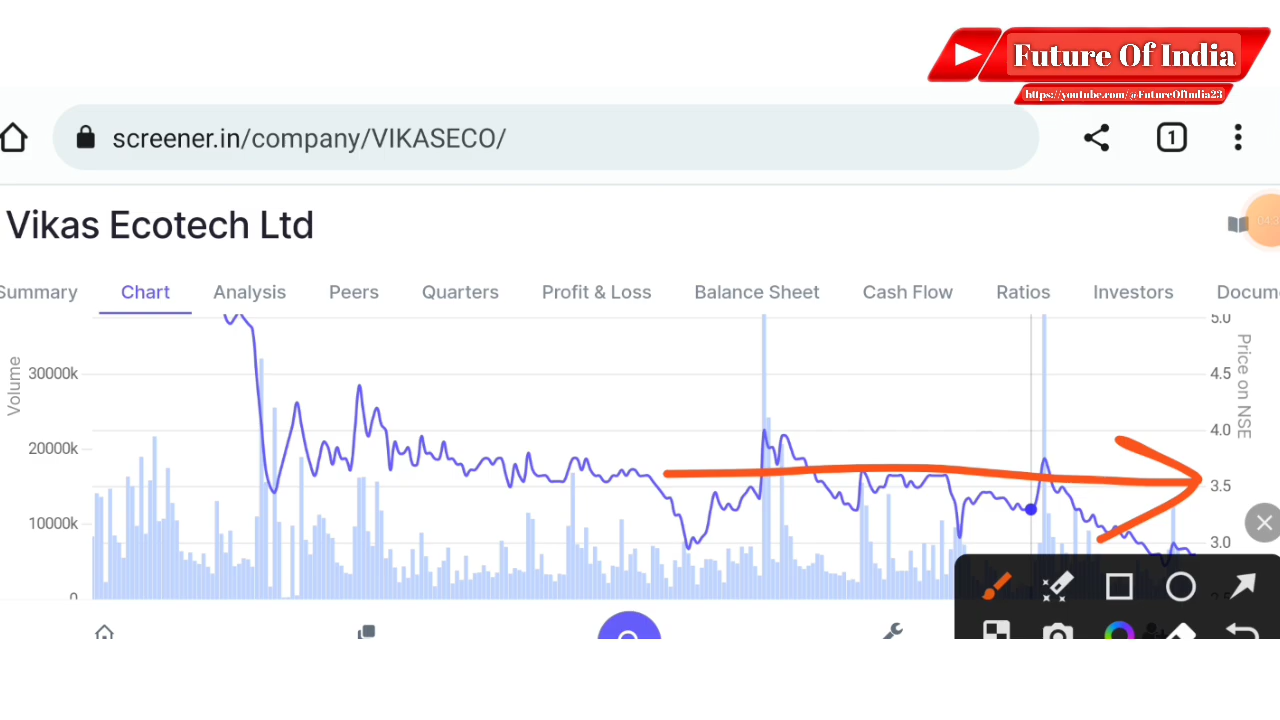 Future Of India
https://youtube.com/@FutureOfIndia23
screener.in/company/VIKASECO/
1
Vikas Ecotech Ltd
Summary Chart Analysis Peers Quarters Profit & Loss Balance Sheet Cash Flow Ratios Investors Docum
5.0
30000k 4.5
4.0
20000k
3.5
10000k
3.0
0
Volume
Price on NSE